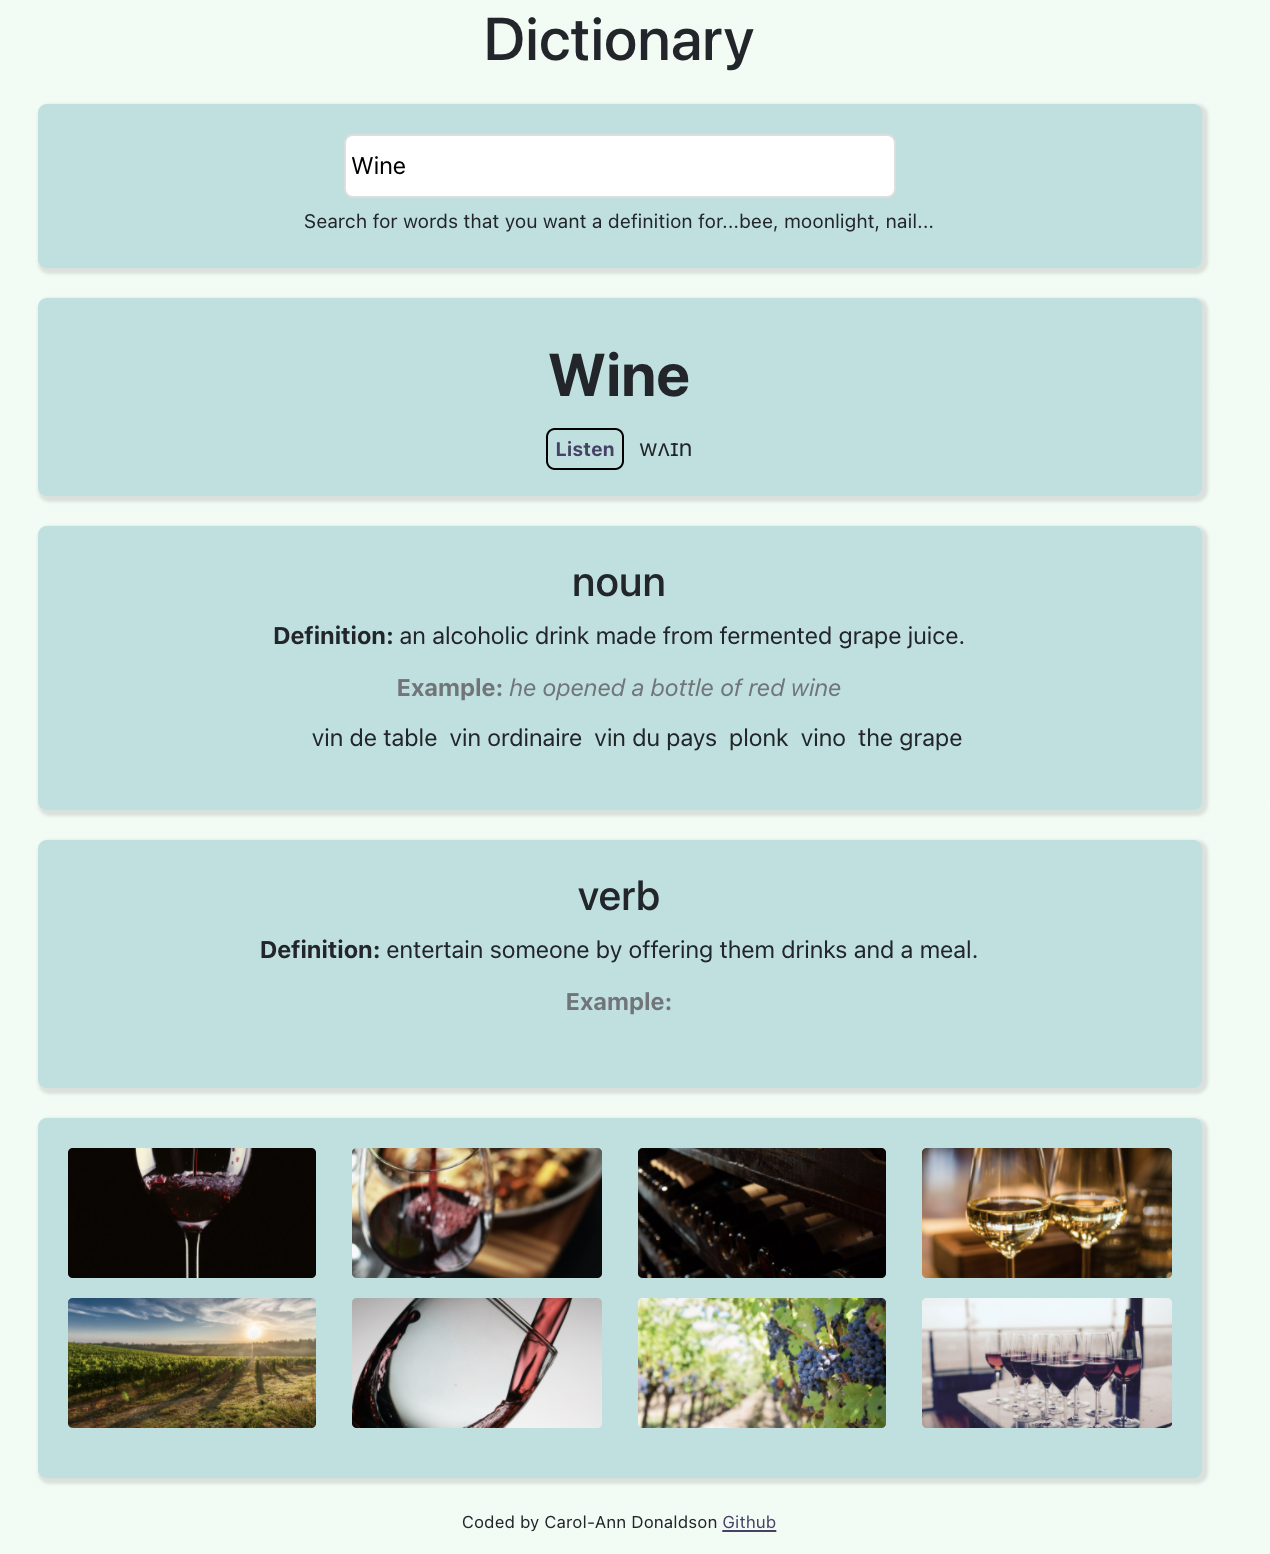 Dictionary
Wine
Search for words that you want a definition for...bee, moonlight, nail...
Wine
Listen wʌɪn
noun
Definition: an alcoholic drink made from fermented grape juice.
Example: he opened a bottle of red wine
vin de table vin ordinaire vin du pays plonk vino the grape
verb
Definition: entertain someone by offering them drinks and a meal.
Example:
Coded by Carol-Ann Donaldson Github